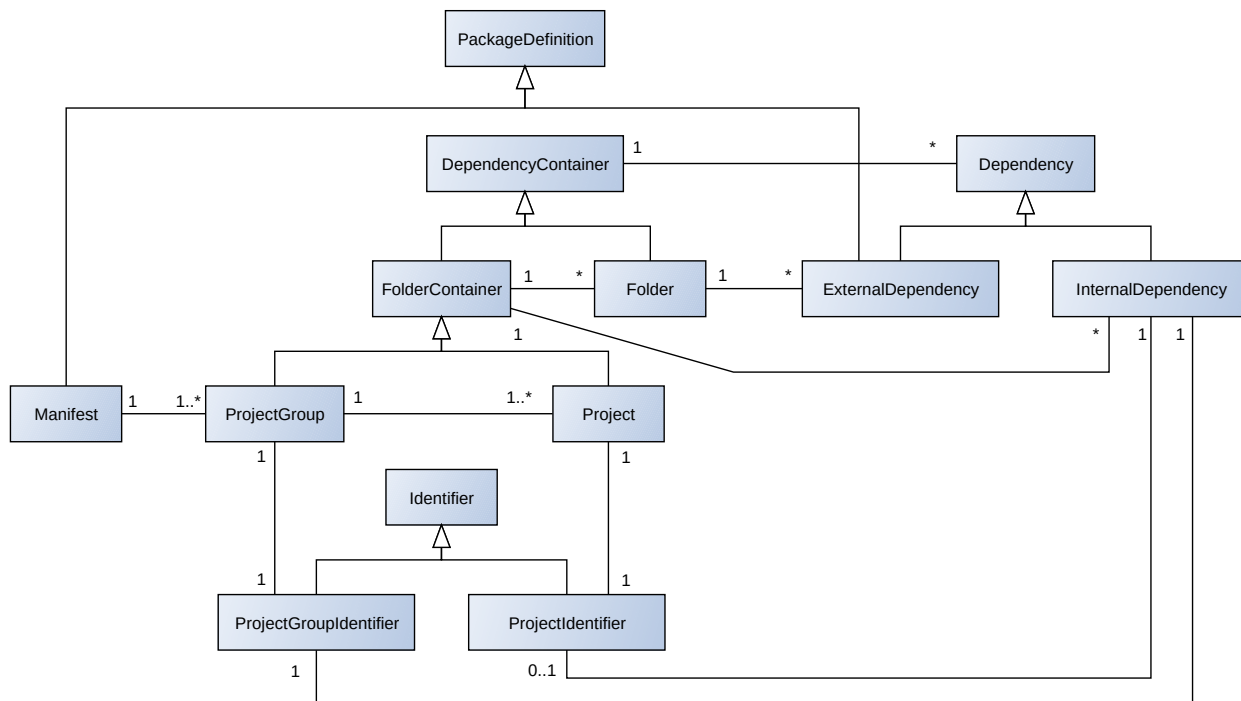 PackageDefinition
DependencyContainer
1
*
Dependency
FolderContainer
1
*
Folder
1
*
ExternalDependency
InternalDependency
1
*
1
1
Manifest
1
1..*
ProjectGroup
1
1..*
Project
1
1
Identifier
1
1
ProjectGroupIdentifier
ProjectIdentifier
1
0..1